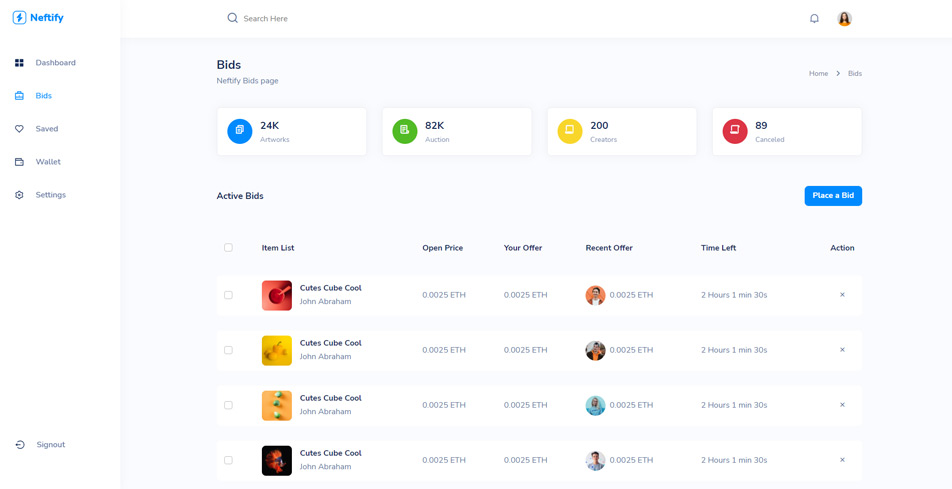 Neftify
Search Here
Dashboard
Bids
Saved
Wallet
Settings
Signout
Bids
Neftify Bids page
Home > Bids
24K
Artworks
82K
Auction
200
Creators
89
Canceled
Active Bids
Place a Bid
Item List Open Price Your Offer Recent Offer Time Left Action
Cutes Cube Cool
John Abraham
0.0025 ETH 0.0025 ETH 0.0025 ETH 2 Hours 1 min 30s ×
Cutes Cube Cool
John Abraham
0.0025 ETH 0.0025 ETH 0.0025 ETH 2 Hours 1 min 30s ×
Cutes Cube Cool
John Abraham
0.0025 ETH 0.0025 ETH 0.0025 ETH 2 Hours 1 min 30s ×
Cutes Cube Cool
John Abraham
0.0025 ETH 0.0025 ETH 0.0025 ETH 2 Hours 1 min 30s ×